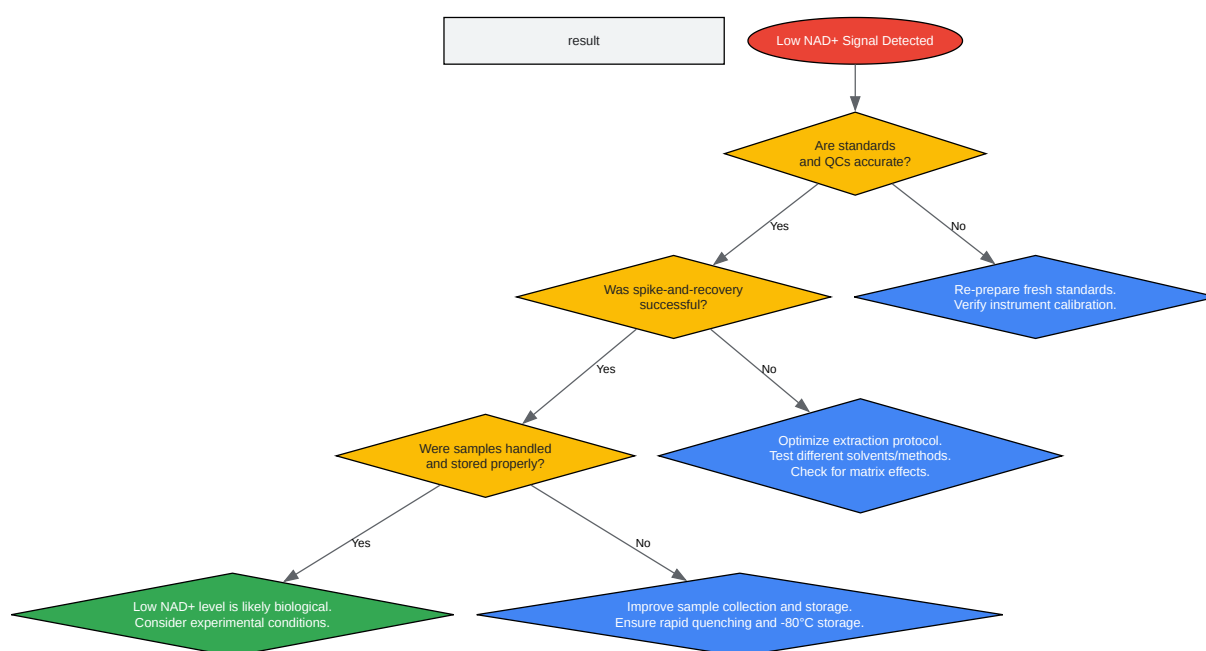 result
Low NAD+ Signal Detected
Are standards
and QCs accurate?
Yes
No
Was spike-and-recovery
successful?
Re-prepare fresh standards.
Verify instrument calibration.
Yes
No
Were samples handled
and stored properly?
Optimize extraction protocol.
Test different solvents/methods.
Check for matrix effects.
Yes
No
Low NAD+ level is likely biological.
Consider experimental conditions.
Improve sample collection and storage.
Ensure rapid quenching and -80°C storage.